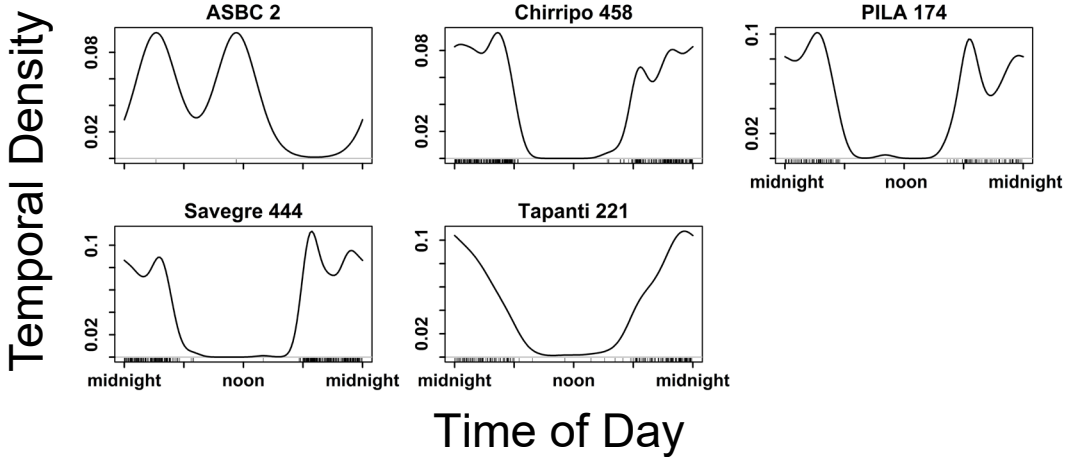 Temporal Density
ASBC 2
0.08
0.02
Chirripo 458
0.08
0.02
PILA 174
0.1
0.02
midnight noon midnight
Savegre 444
0.1
0.02
midnight noon midnight
Tapanti 221
0.1
0.02
midnight noon midnight
Time of Day